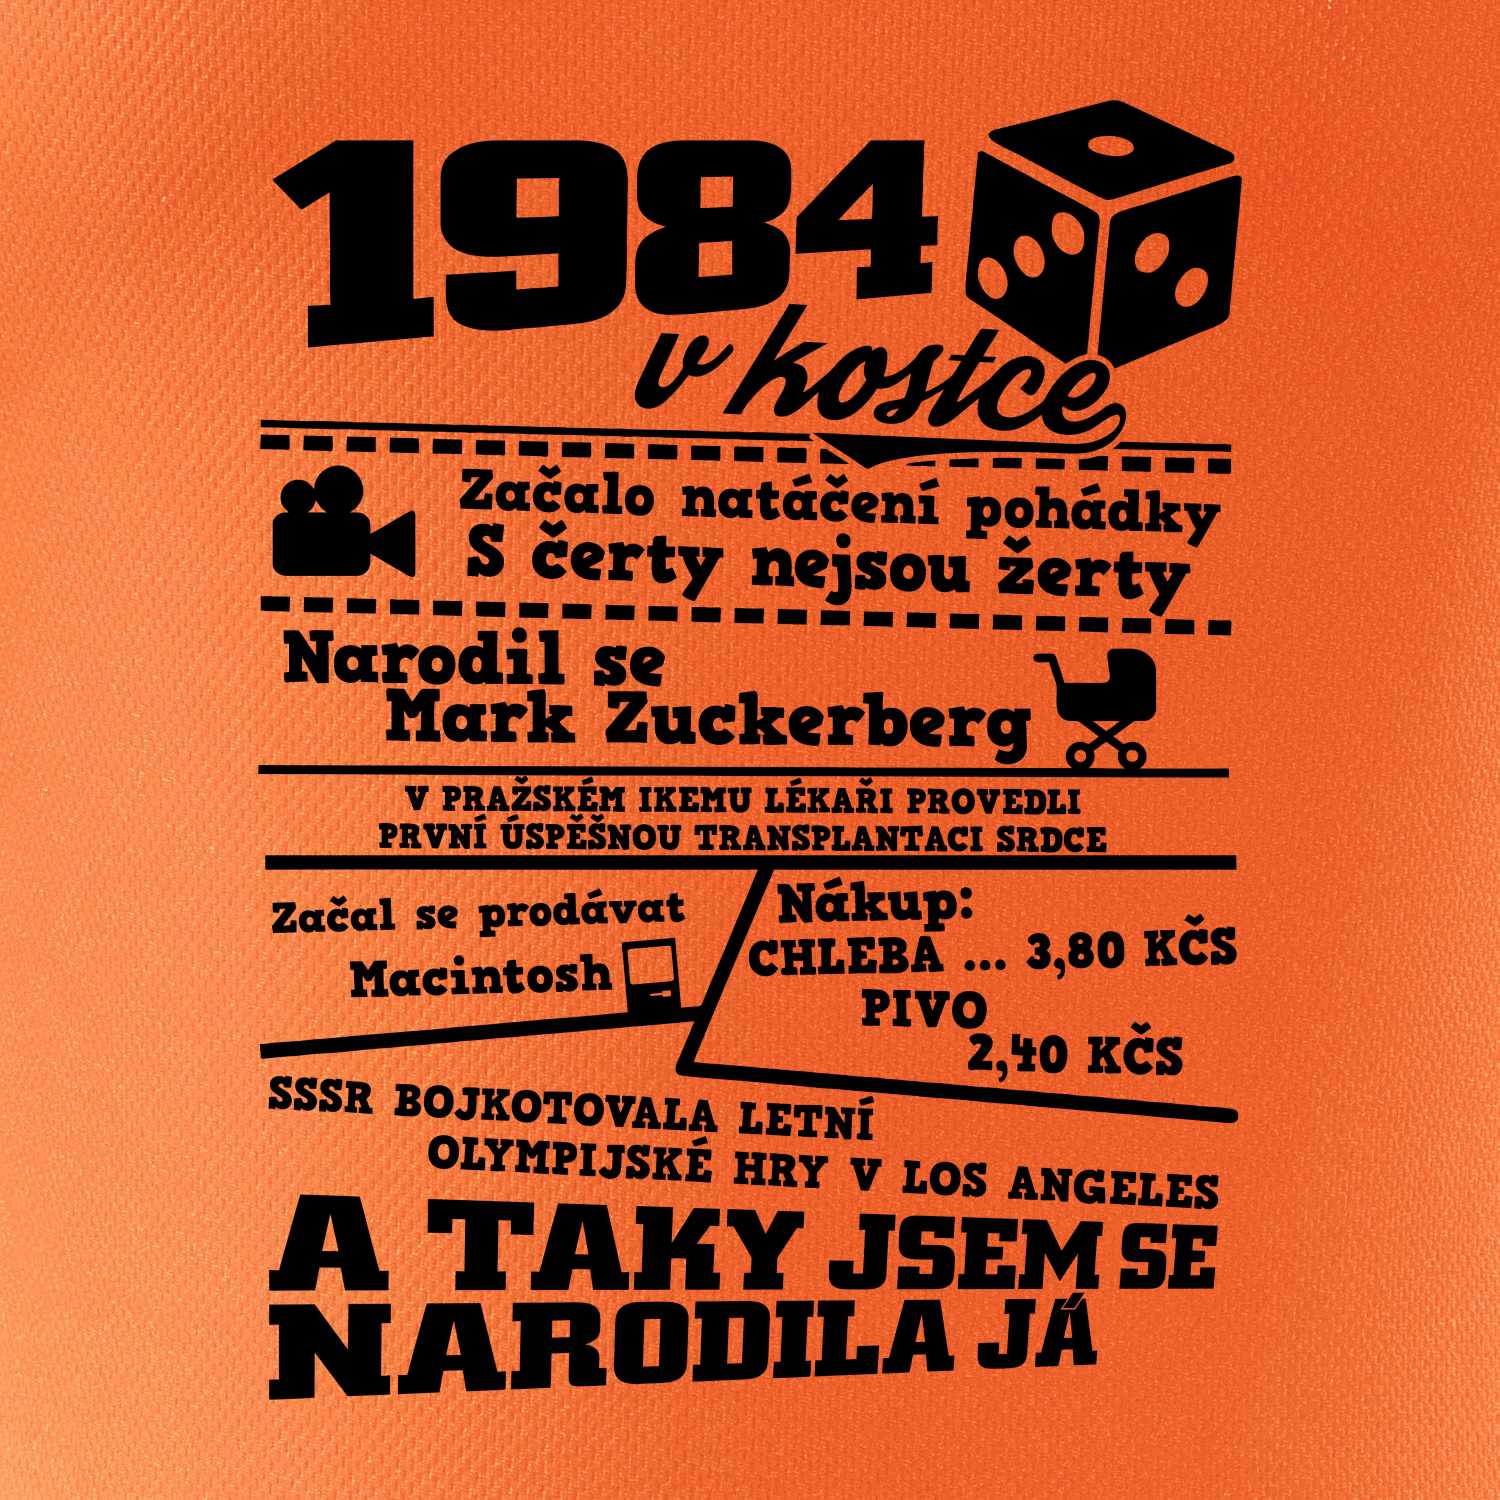 1984
v kostce
Začalo natáčení pohádky
S čerty nejsou žerty
Narodil se
Mark Zuckerberg
V PRAŽSKÉM IKEMU LÉKAŘI PROVEDLI
PRVNÍ ÚSPĚŠNOU TRANSPLANTACI SRDCE
Začal se prodávat
Macintosh
Nákup:
CHLEBA ... 3,80 KČS
PIVO
2,40 KČS
SSSR BOJKOTOVALA LETNÍ
OLYMPIJSKÉ HRY V LOS ANGELES
A TAKY JSEM SE
NARODILA JÁ